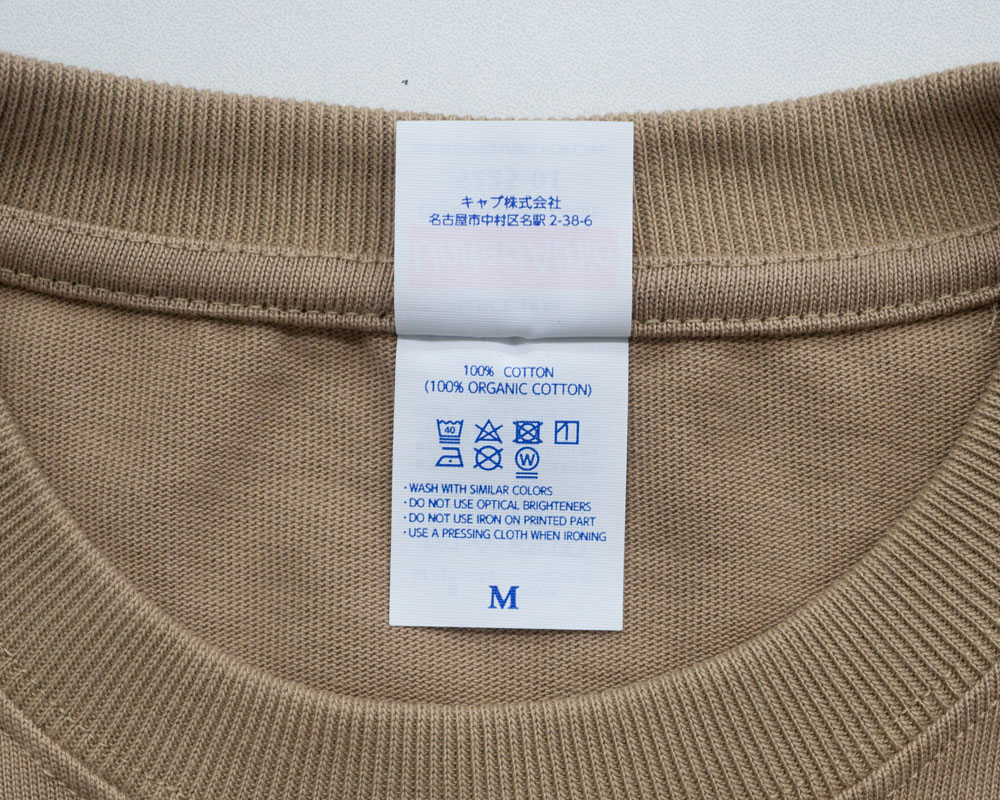 キャブ株式会社
名古屋市中村区名駅 2-38-6
100% COTTON
(100% ORGANIC COTTON)
40
W
・WASH WITH SIMILAR COLORS
・DO NOT USE OPTICAL BRIGHTENERS
・DO NOT USE IRON ON PRINTED PART
・USE A PRESSING CLOTH WHEN IRONING
M